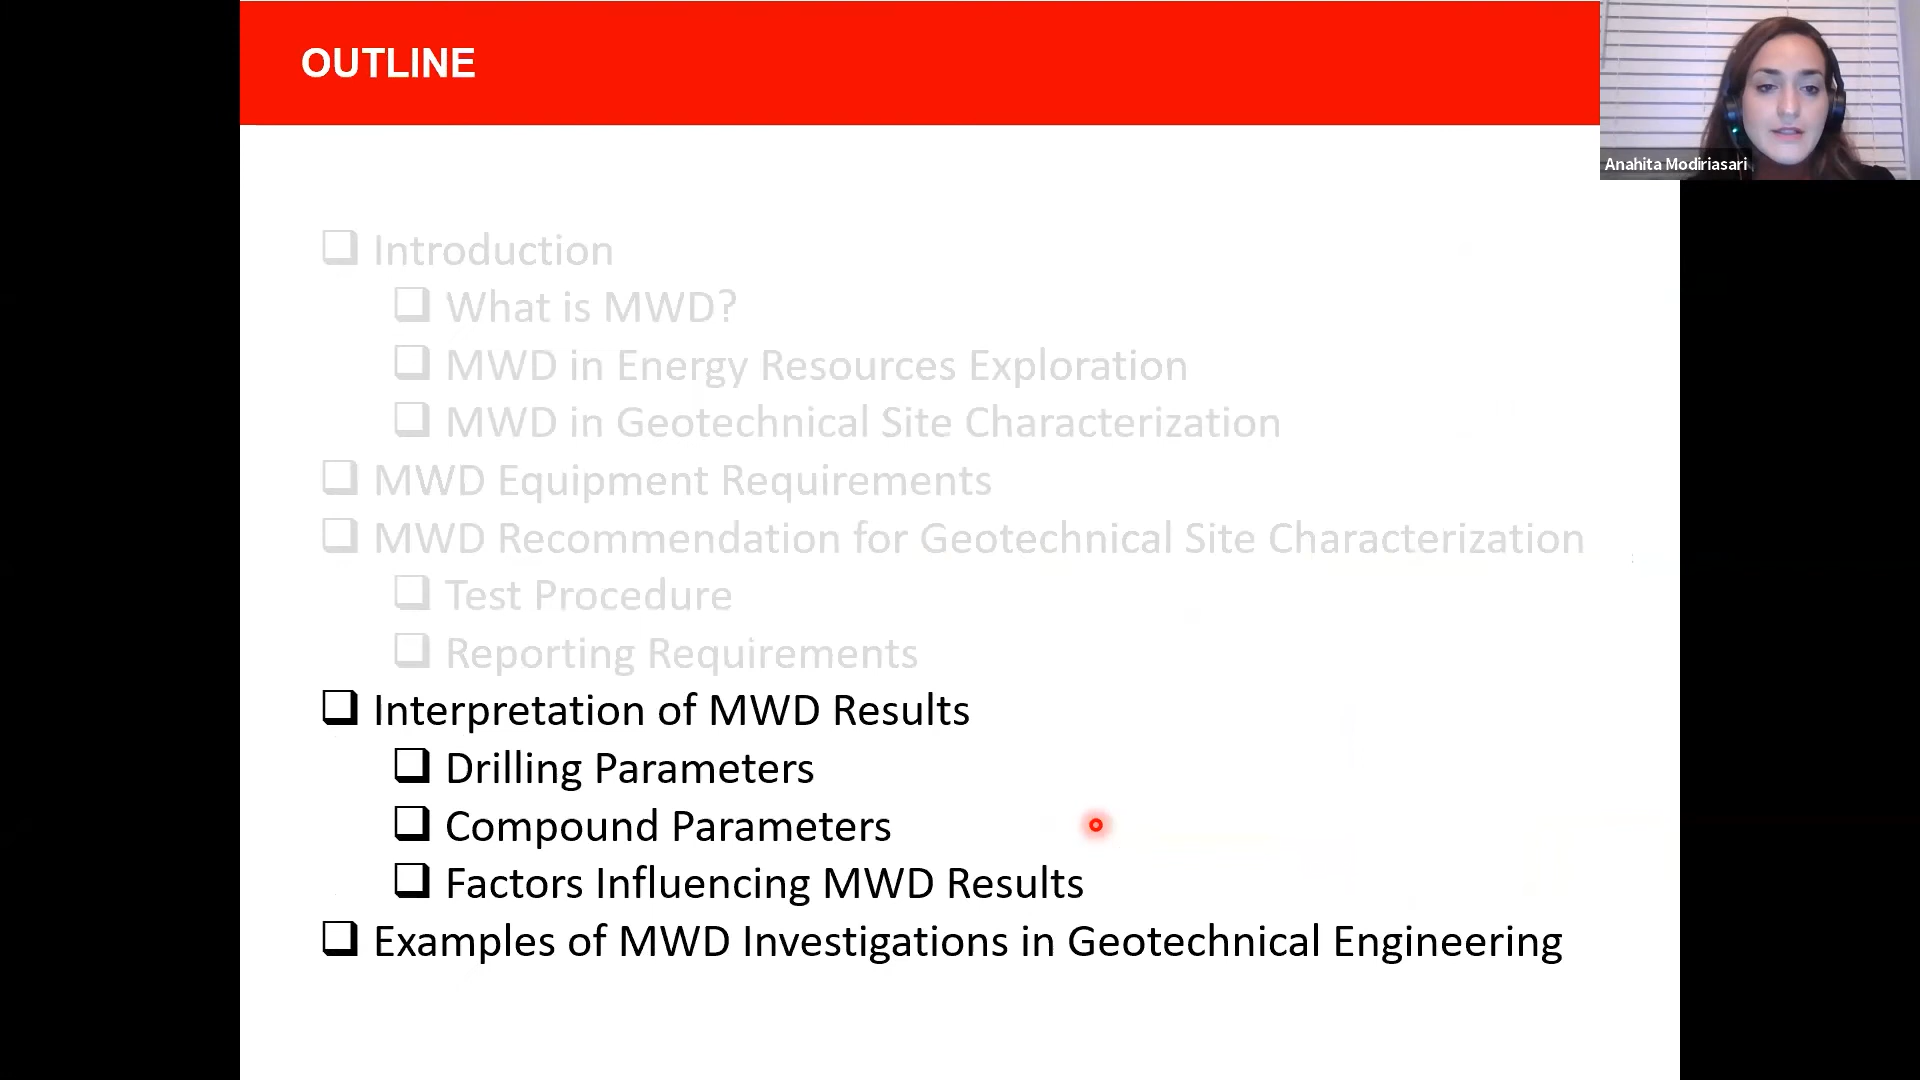 OUTLINE
Anahita Modiriasari
Introduction
What is MWD?
MWD in Energy Resources Exploration
MWD in Geotechnical Site Characterization
MWD Equipment Requirements
MWD Recommendation for Geotechnical Site Characterization
Test Procedure
Reporting Requirements
Interpretation of MWD Results
Drilling Parameters
Compound Parameters
Factors Influencing MWD Results
Examples of MWD Investigations in Geotechnical Engineering